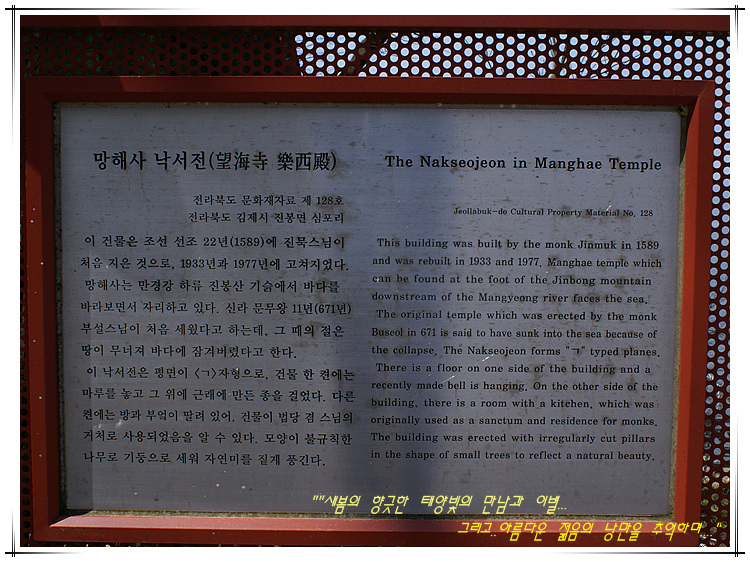 망해사 낙서전(望海寺 樂西殿)
전라북도 문화재자료 제 128호
전라북도 김제시 진봉면 심포리
이 건물은 조선 선조 22년(1589)에 진묵스님이
처음 지은 것으로, 1933년과 1977년에 고쳐지었다.
망해사는 만경강 하류 진봉산 기슭에서 바다를
바라보면서 자리하고 있다. 신라 문무왕 11년(671년)
부설스님이 처음 세웠다고 하는데, 그 때의 절은
땅이 무너져 바다에 잠겨버렸다고 한다.
이 낙서전은 평면이 <ㄱ>자형으로, 건물 한 켠에는
마루를 놓고 그 위에 근래에 만든 종을 걸었다. 다른
켠에는 방과 부엌이 딸려 있어, 건물이 법당 겸 스님의
거처로 사용되었음을 알 수 있다. 모양이 불규칙한
나무로 기둥으로 세워 자연미를 짙게 풍긴다.
The Nakseojeon in Manghae Temple
Jeollabuk-do Cultural Property Material No. 128
This building was built by the monk Jinmuk in 1589
and was rebuilt in 1933 and 1977. Manghae temple which
can be found at the foot of the Jinbong mountain
downstream of the Mangyeong river faces the sea.
The original temple which was erected by the monk
Buseol in 671 is said to have sunk into the sea because of
the collapse. The Nakseojeon forms "ㄱ" typed planes.
There is a floor on one side of the building and a
recently made bell is hanging. On the other side of the
building, there is a room with a kitchen, which was
originally used as a sanctum and residence for monks.
The building was erected with irregularly cut pillars
in the shape of small trees to reflect a natural beauty.
""새봄의 향긋한 태양빛의 만남과 이별...
그리고..아름다운 젊음의 낭만을 추억하며.."